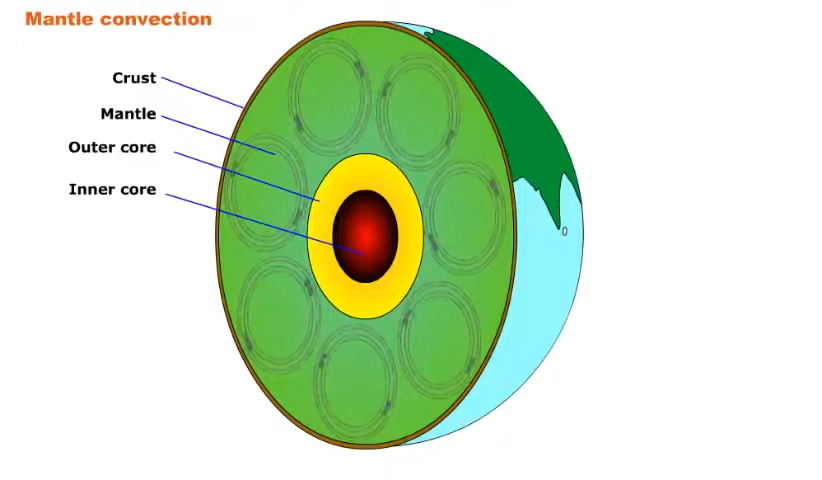 Mantle convection
Crust
Mantle
Outer core
Inner core